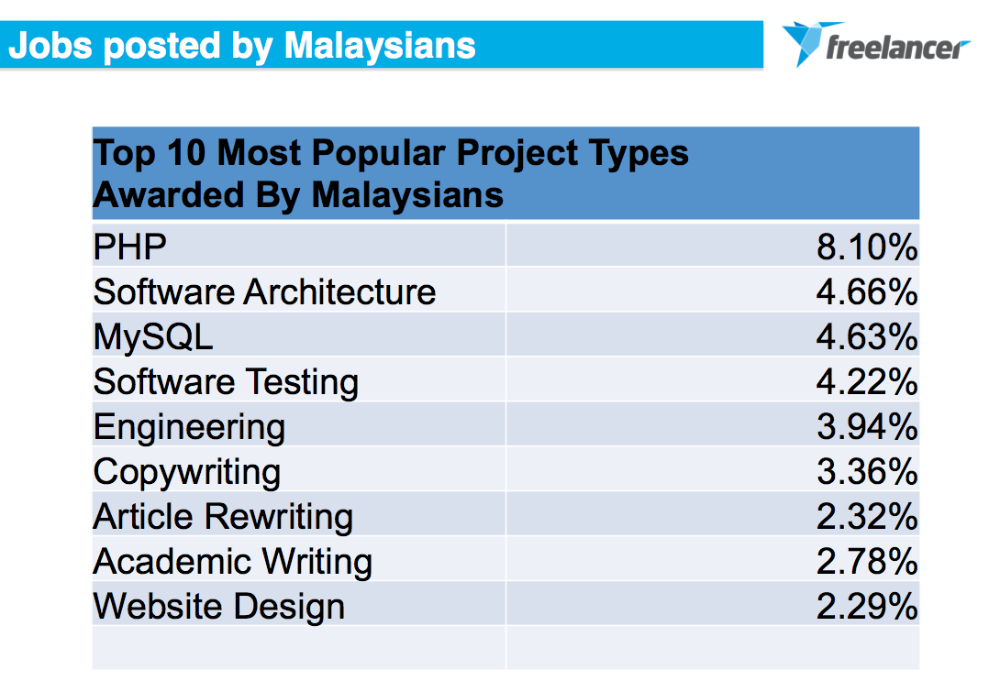 Jobs posted by Malaysians
freelancer
Top 10 Most Popular Project Types
Awarded By Malaysians
PHP 8.10%
Software Architecture 4.66%
MySQL 4.63%
Software Testing 4.22%
Engineering 3.94%
Copywriting 3.36%
Article Rewriting 2.32%
Academic Writing 2.78%
Website Design 2.29%